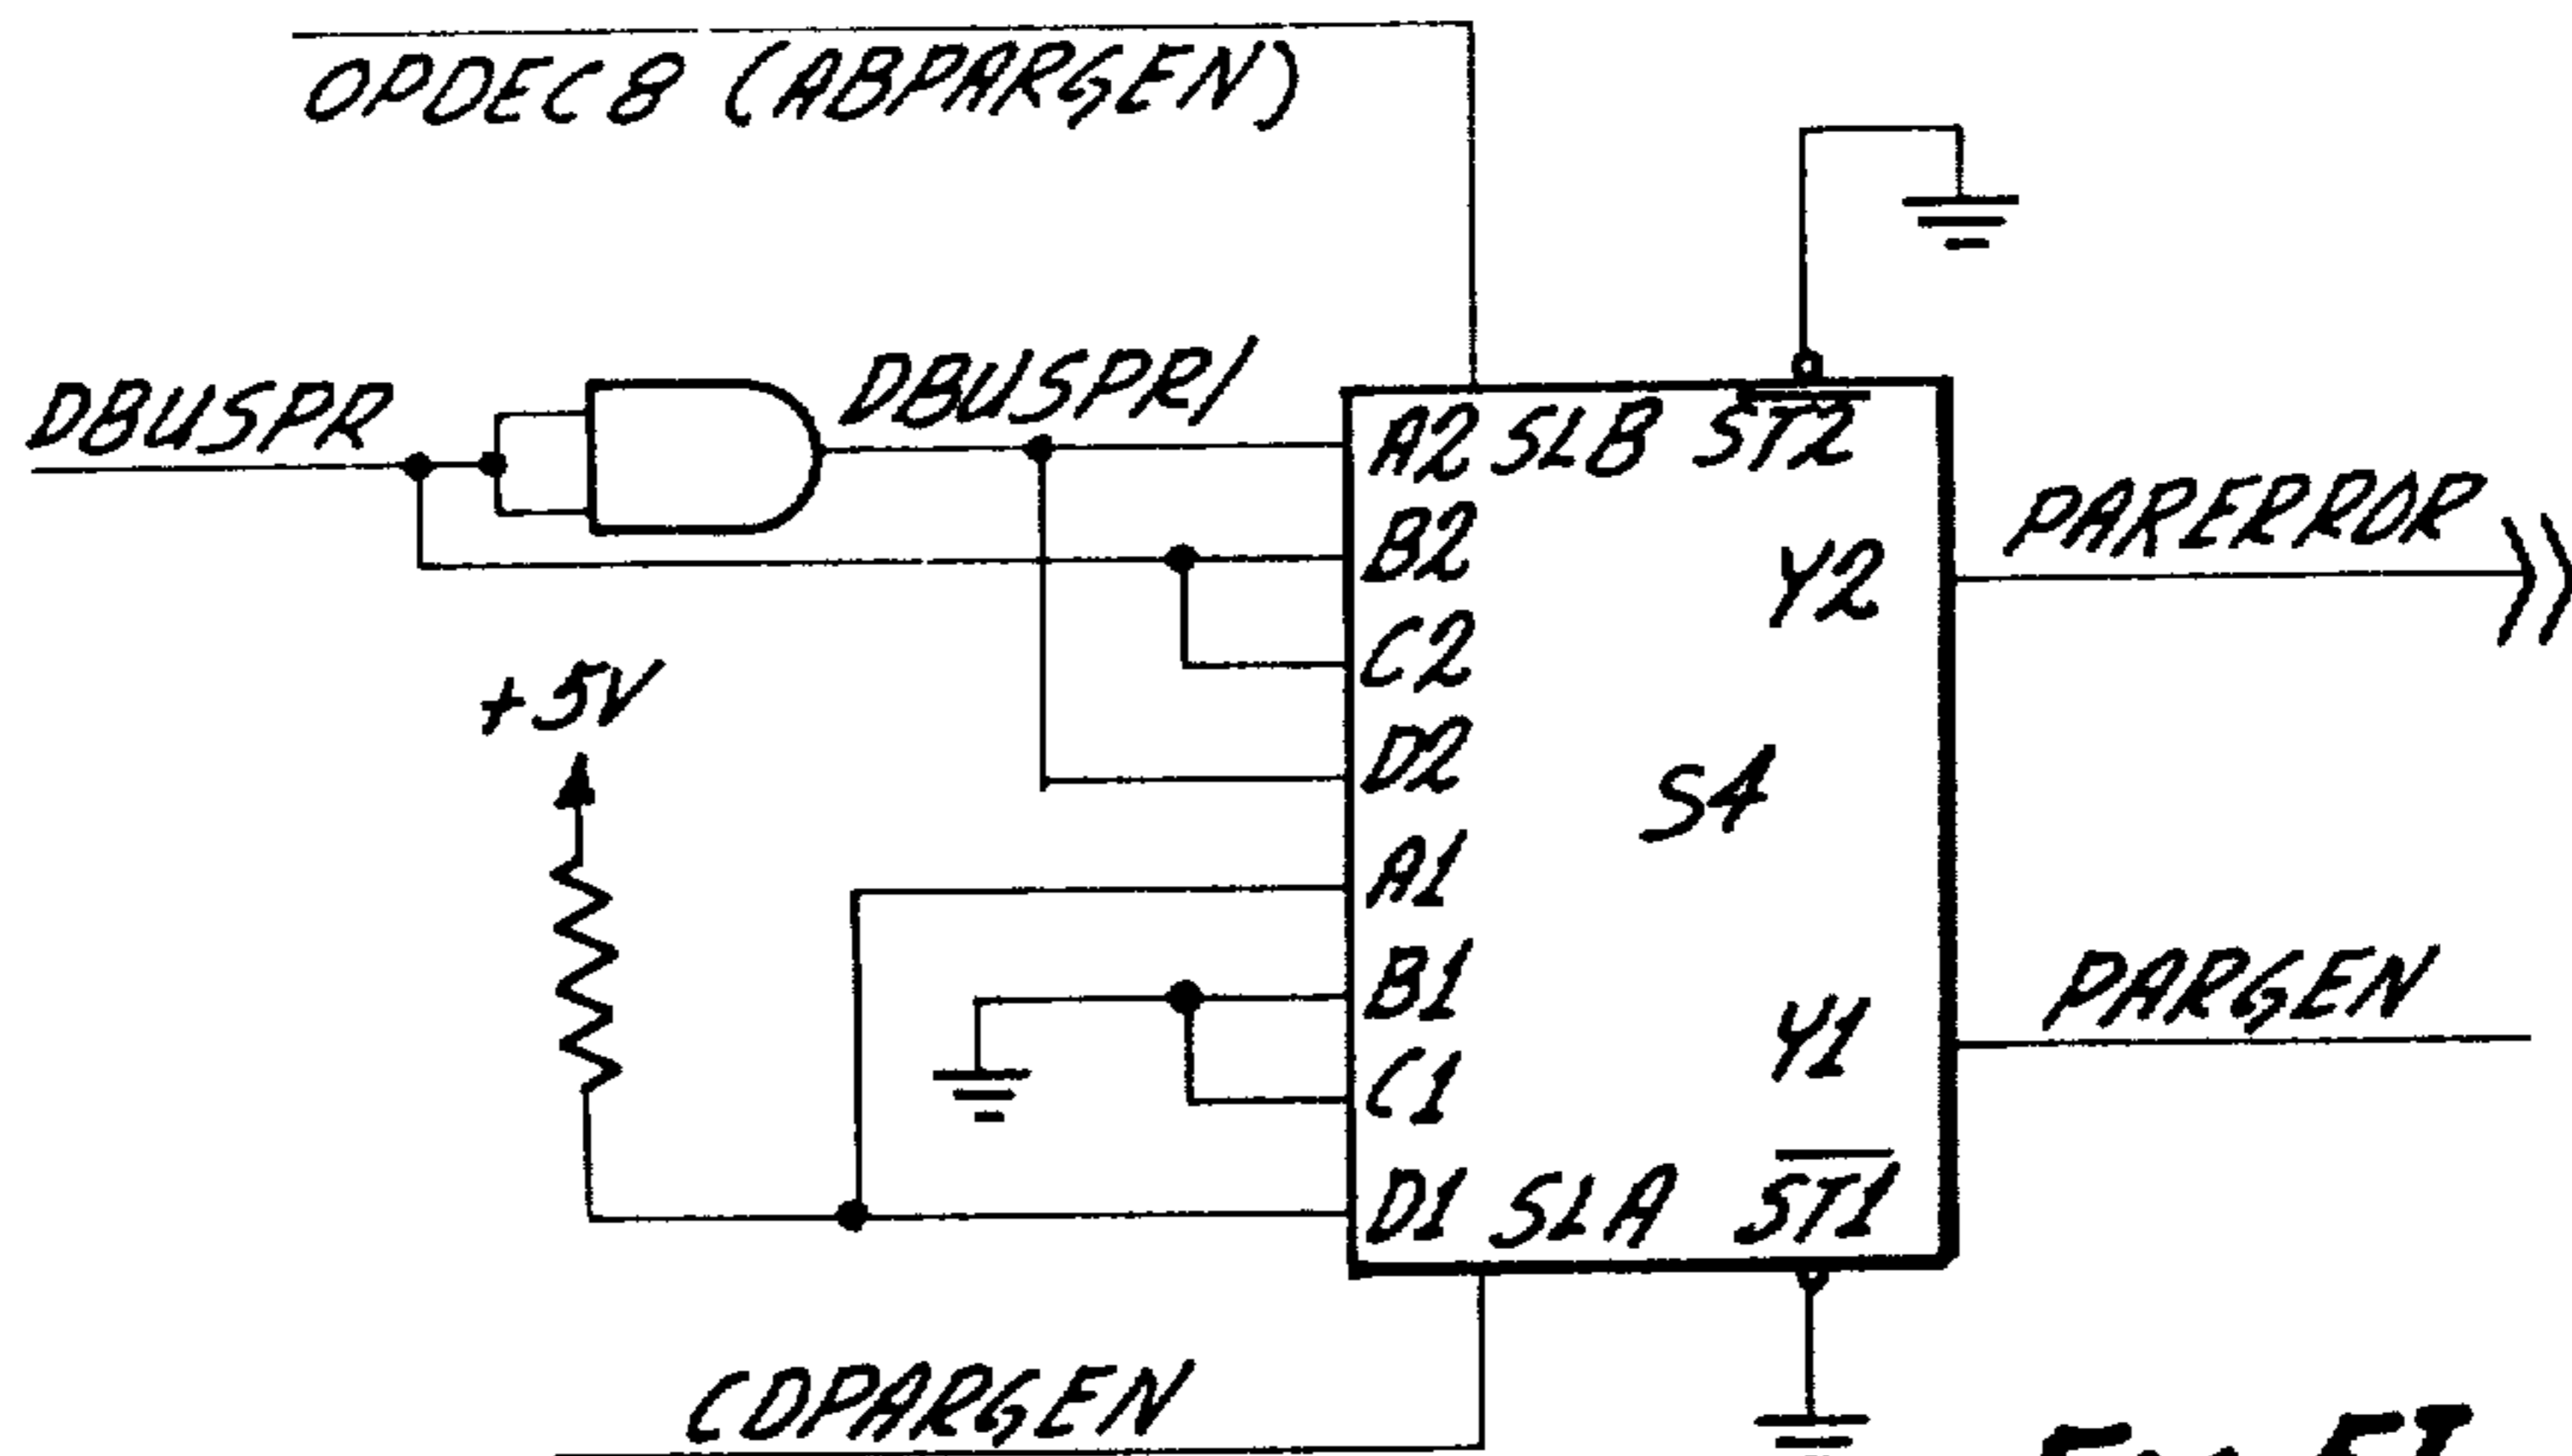 OPDEC8 (ABPARGEN)
DBUSPR
DBUSPR/
A2 SLB ST2
B2
C2
D2
A1
B1
C1
D1 SLA ST1
Y2
S4
Y1
PARERROR
PARGEN
+5V
CDPARGEN